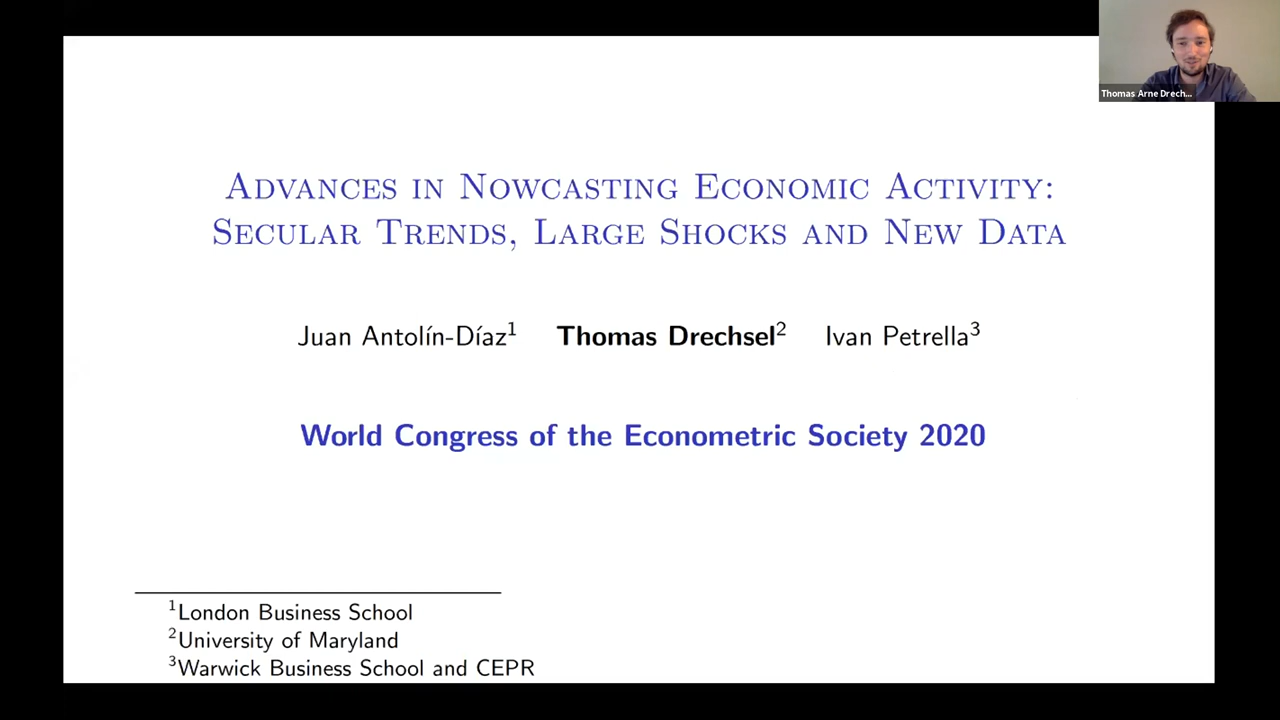 Thomas Arne Drech...
Advances in Nowcasting Economic Activity:
Secular Trends, Large Shocks and New Data
Juan Antolín-Díaz¹ Thomas Drechsel² Ivan Petrella³
World Congress of the Econometric Society 2020
¹London Business School
²University of Maryland
³Warwick Business School and CEPR